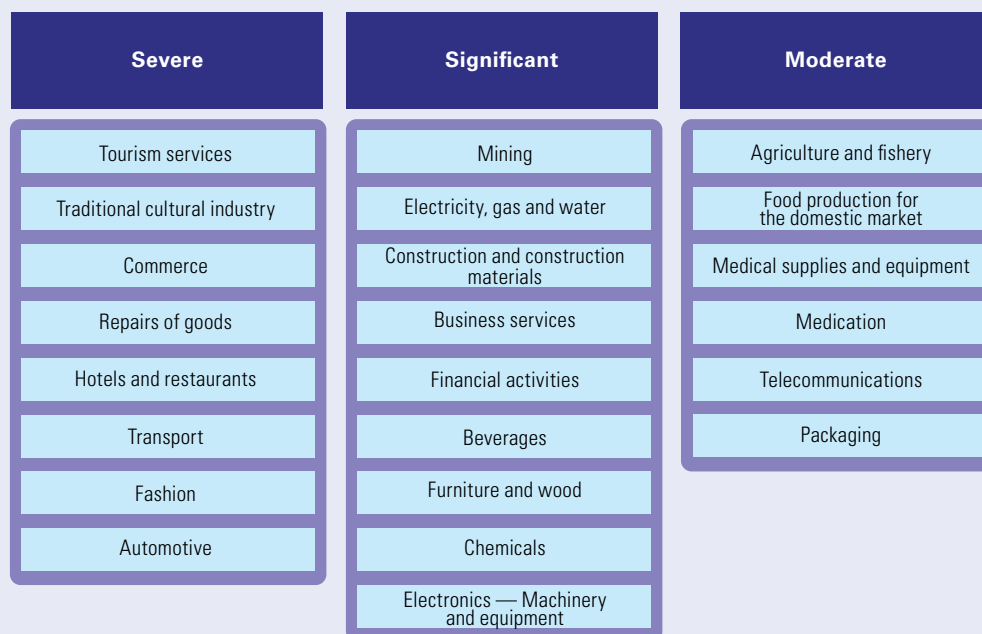 Severe
Tourism services
Traditional cultural industry
Commerce
Repairs of goods
Hotels and restaurants
Transport
Fashion
Automotive
Significant
Mining
Electricity, gas and water
Construction and construction
materials
Business services
Financial activities
Beverages
Furniture and wood
Chemicals
Electronics — Machinery
and equipment
Moderate
Agriculture and fishery
Food production for
the domestic market
Medical supplies and equipment
Medication
Telecommunications
Packaging